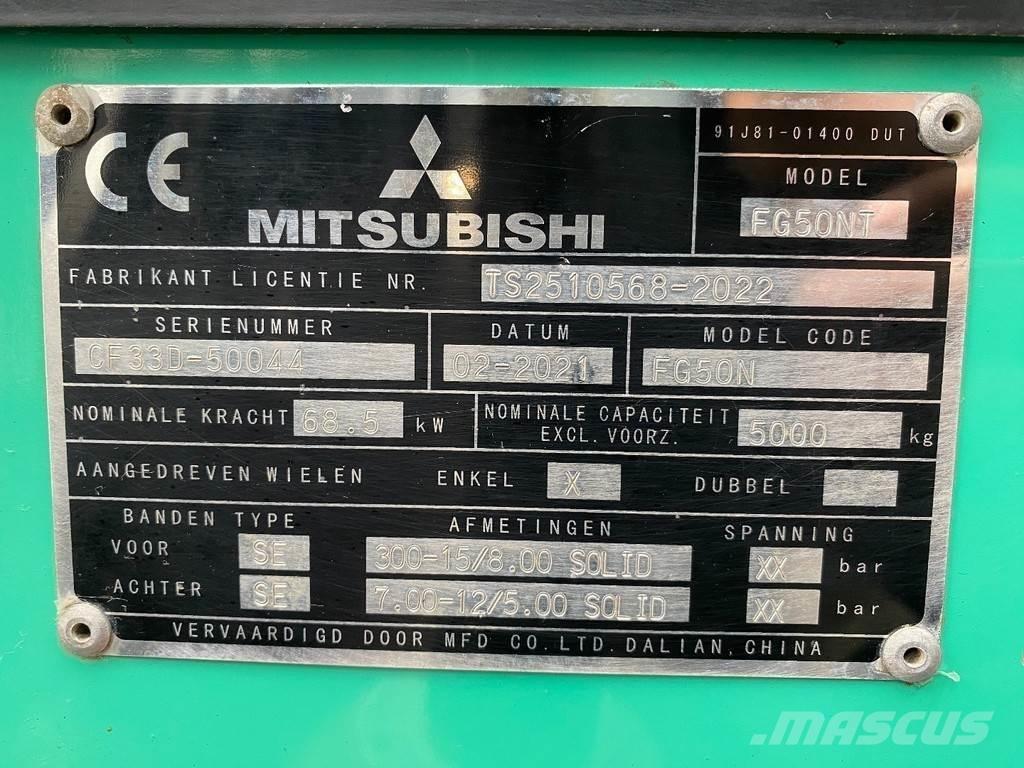 91J81-01400 DUT
CE
MITSUBISHI
MODEL
FG50NT
FABRIKANT LICENTIE NR. TS2510568-2022
SERIENUMMER DATUM MODEL CODE
CF33D-50044 02-2021 FG50N
NOMINALE KRACHT 68.5 kW NOMINALE CAPACITEIT EXCL. VOORZ. 5000 kg
AANGEDREVEN WIELEN ENKEL X DUBBEL
BANDEN TYPE AFMETINGEN SPANNING
VOOR SE 300-15/8.00 SOLID XX bar
ACHTER SE 7.00-12/5.00 SOLID XX bar
VERVAARDIGD DOOR MFD CO.LTD.DALIAN,CHINA
MASCUS